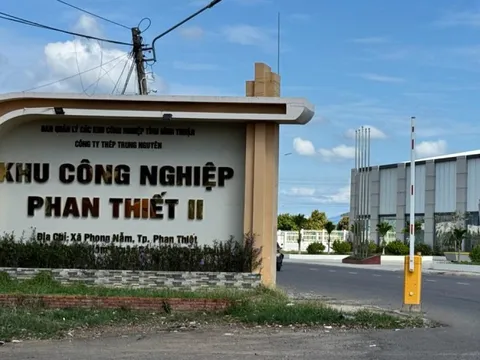 BAN QUẢN LÝ CÁC KHU CÔNG NGHIỆP TỈNH BÌNH THUẬN
CÔNG TY THÉP TRUNG NGUYÊN
KHU CÔNG NGHIỆP
PHAN THIẾT II
Địa Chỉ: Xã Phong Nẫm, Tp. Phan Thiết